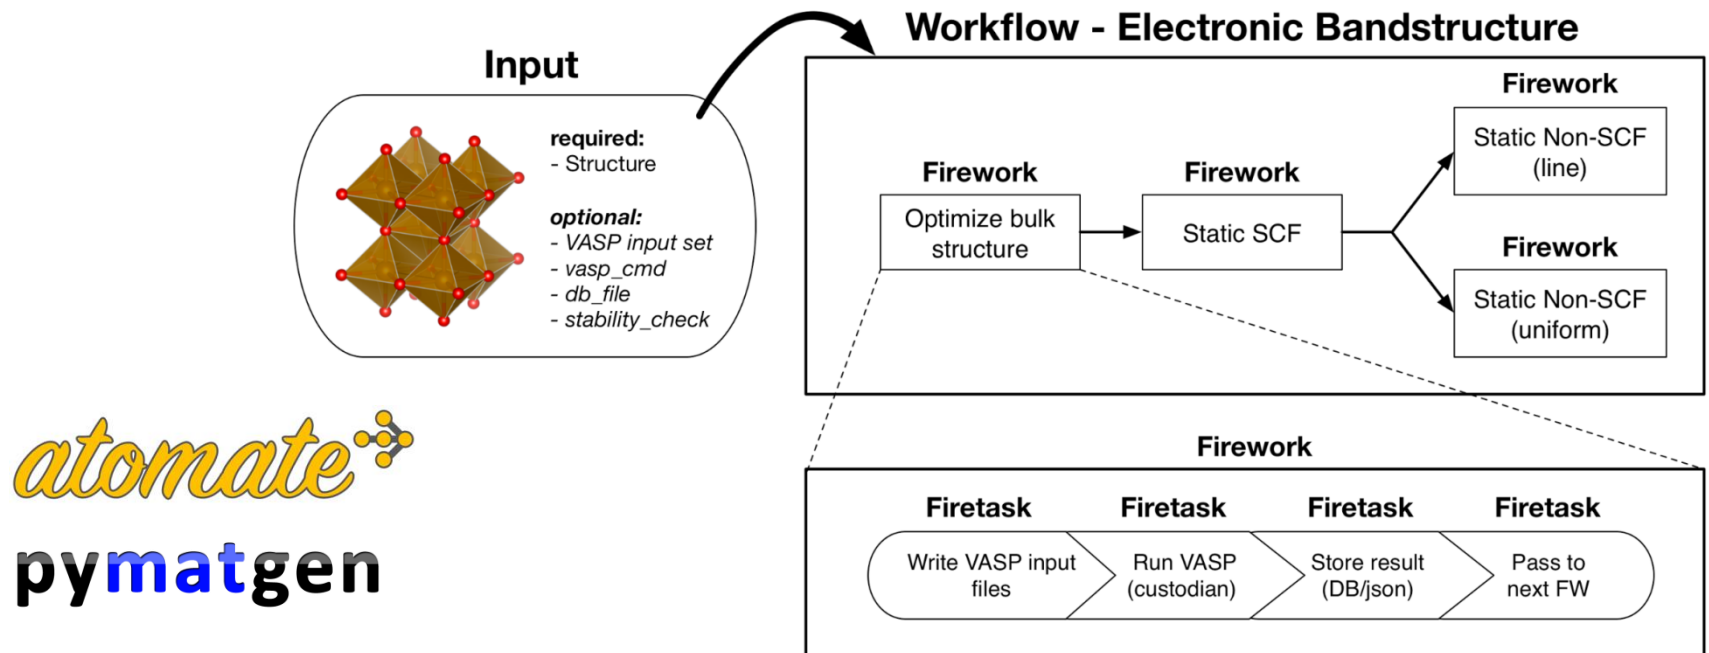 Workflow - Electronic Bandstructure
Input
required:
- Structure
optional:
- VASP input set
- vasp_cmd
- db_file
- stability_check
Firework
Optimize bulk
structure
Firework
Static SCF
Firework
Static Non-SCF
(line)
Firework
Static Non-SCF
(uniform)
atomate
pymatgen
Firework
Firetask
Write VASP input
files
Firetask
Run VASP
(custodian)
Firetask
Store result
(DB/json)
Firetask
Pass to
next FW